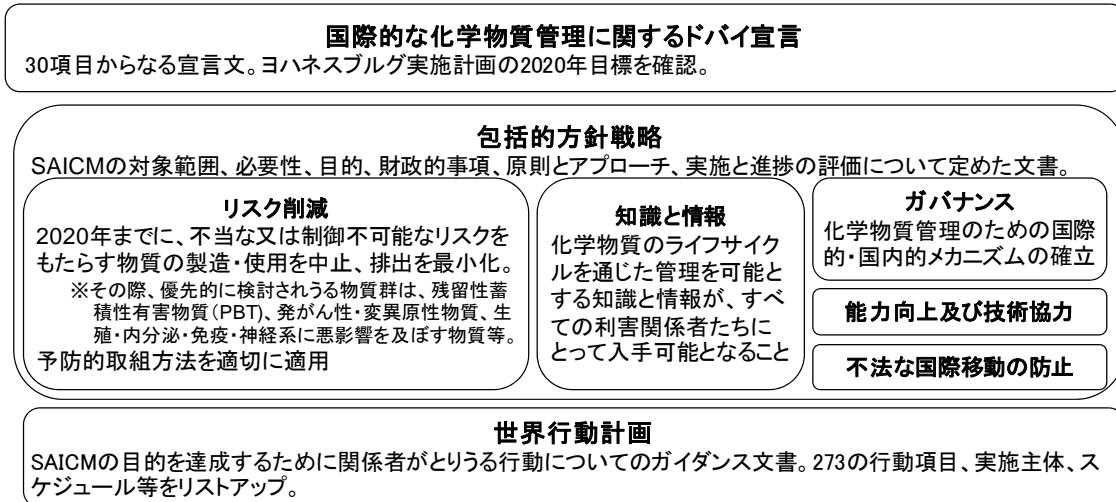 国際的な化学物質管理に関するドバイ宣言
30項目からなる宣言文。ヨハネスブルグ実施計画の2020年目標を確認。
包括的方針戦略
SAICMの対象範囲、必要性、目的、財政的事項、原則とアプローチ、実施と進捗の評価について定めた文書。
リスク削減
2020年までに、不当な又は制御不可能なリスクを
もたらす物質の製造・使用を中止、排出を最小化。
※その際、優先的に検討されうる物質群は、残留性蓄
積性有害物質(PBT)、発がん性・変異原性物質、生
殖・内分泌・免疫・神経系に悪影響を及ぼす物質等。
予防的取組方法を適切に適用
知識と情報
化学物質のライフサイク
ルを通じた管理を可能と
する知識と情報が、すべ
ての利害関係者たちに
とって入手可能となること
ガバナンス
化学物質管理のための国際
的・国内的メカニズムの確立
能力向上及び技術協力
不法な国際移動の防止
世界行動計画
SAICMの目的を達成するために関係者がとりうる行動についてのガイダンス文書。273の行動項目、実施主体、ス
ケジュール等をリストアップ。